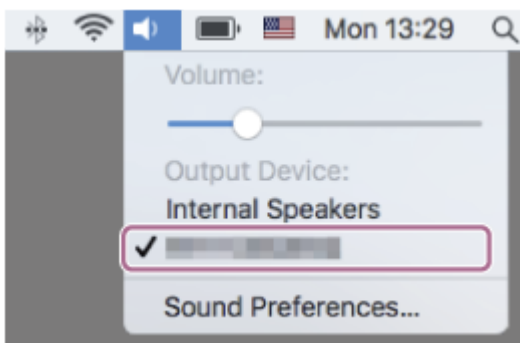 Mon 13:29
Volume:
Output Device:
Internal Speakers
Sound Preferences...